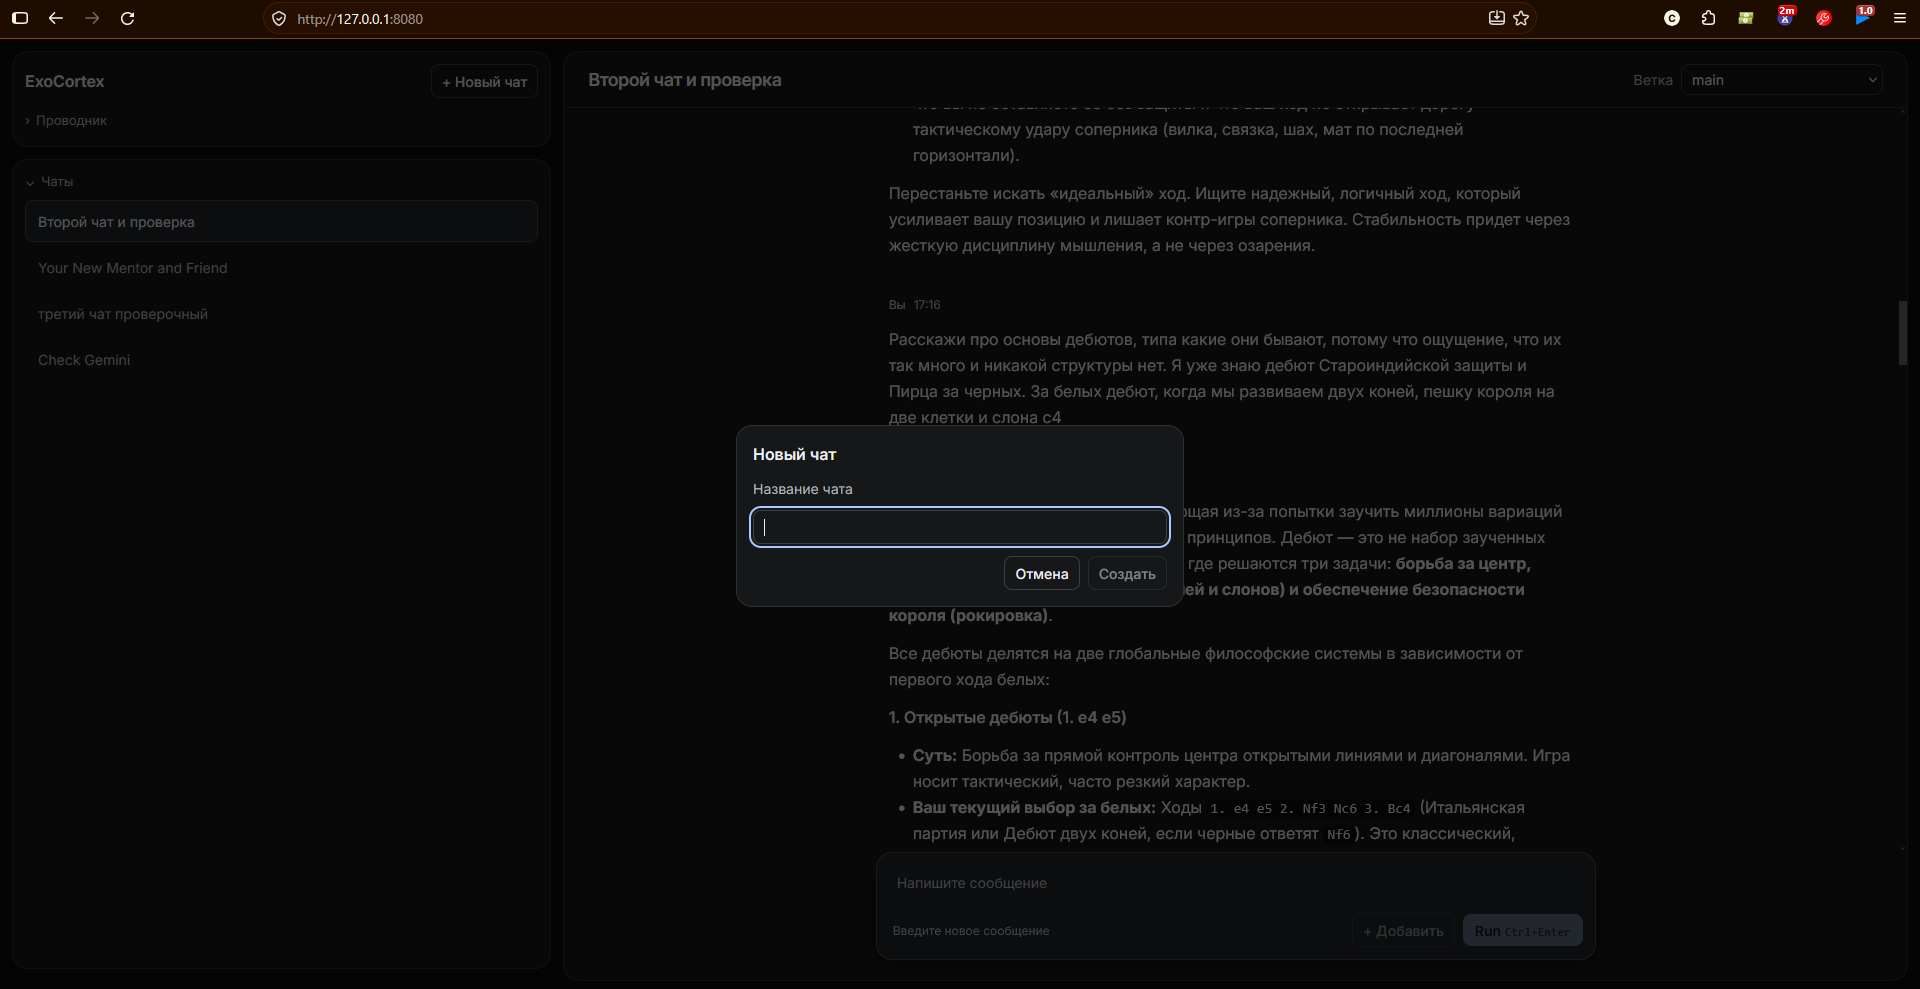 http://127.0.0.1:8080
C
2m
1.0
ExoCortex
+ Новый чат
› Проводник
Чаты
Второй чат и проверка
Your New Mentor and Friend
третий чат проверочный
Check Gemini
Второй чат и проверка
Ветка
main
тактическому удару соперника (вилка, связка, шах, мат по последней
горизонтали).
Перестаньте искать «идеальный» ход. Ищите надежный, логичный ход, который
усиливает вашу позицию и лишает контр-игры соперника. Стабильность придет через
жесткую дисциплину мышления, а не через озарения.
Вы 17:16
Расскажи про основы дебютов, типа какие они бывают, потому что ощущение, что их
так много и никакой структуры нет. Я уже знаю дебют Староиндийской защиты и
Пирца за черных. За белых дебют, когда мы развиваем двух коней, пешку короля на
две клетки и слона c4
Новый чат
Название чата
Отмена
Создать
из-за попытки заучить миллионы вариаций
принципов. Дебют — это не набор заученных
где решаются три задачи: борьба за центр,
и слонов) и обеспечение безопасности
короля (рокировка).
Все дебюты делятся на две глобальные философские системы в зависимости от
первого хода белых:
1. Открытые дебюты (1. e4 e5)
• Суть: Борьба за прямой контроль центра открытыми линиями и диагоналями. Игра
носит тактический, часто резкий характер.
• Ваш текущий выбор за белых: Ходы 1. e4 e5 2. Nf3 Nc6 3. Bc4 (Итальянская
партия или Дебют двух коней, если черные ответят Nf6). Это классический,
Напишите сообщение
Введите новое сообщение
+ Добавить
Run Ctrl+Enter